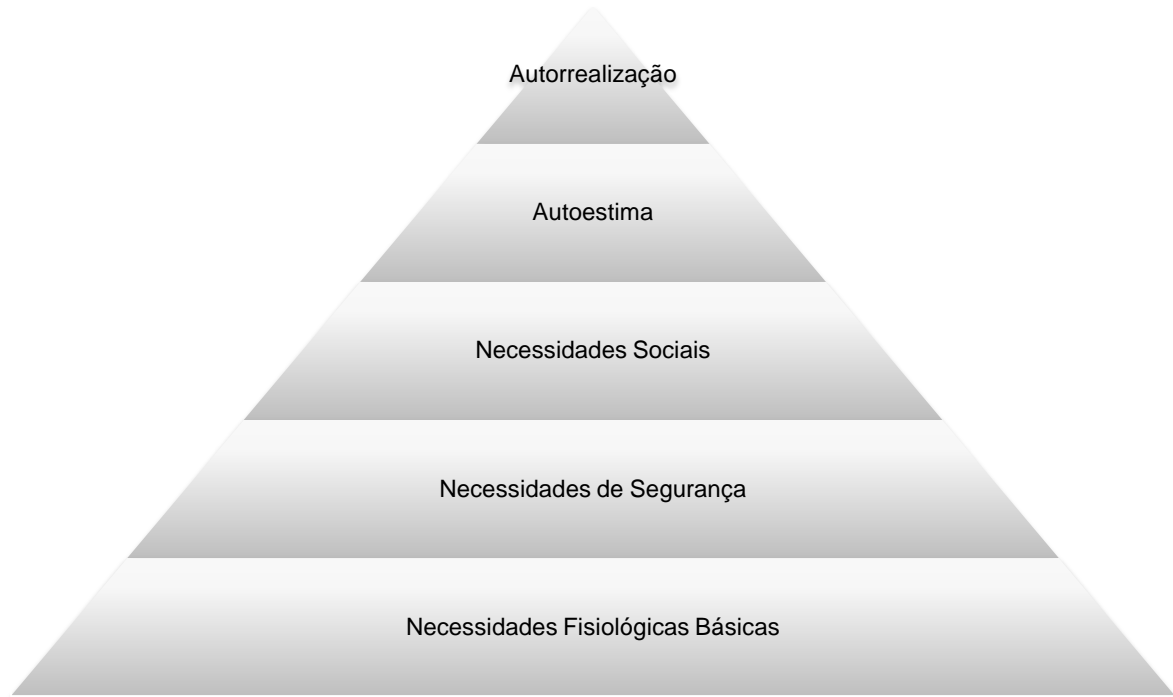 Autorrealização
Autoestima
Necessidades Sociais
Necessidades de Segurança
Necessidades Fisiológicas Básicas